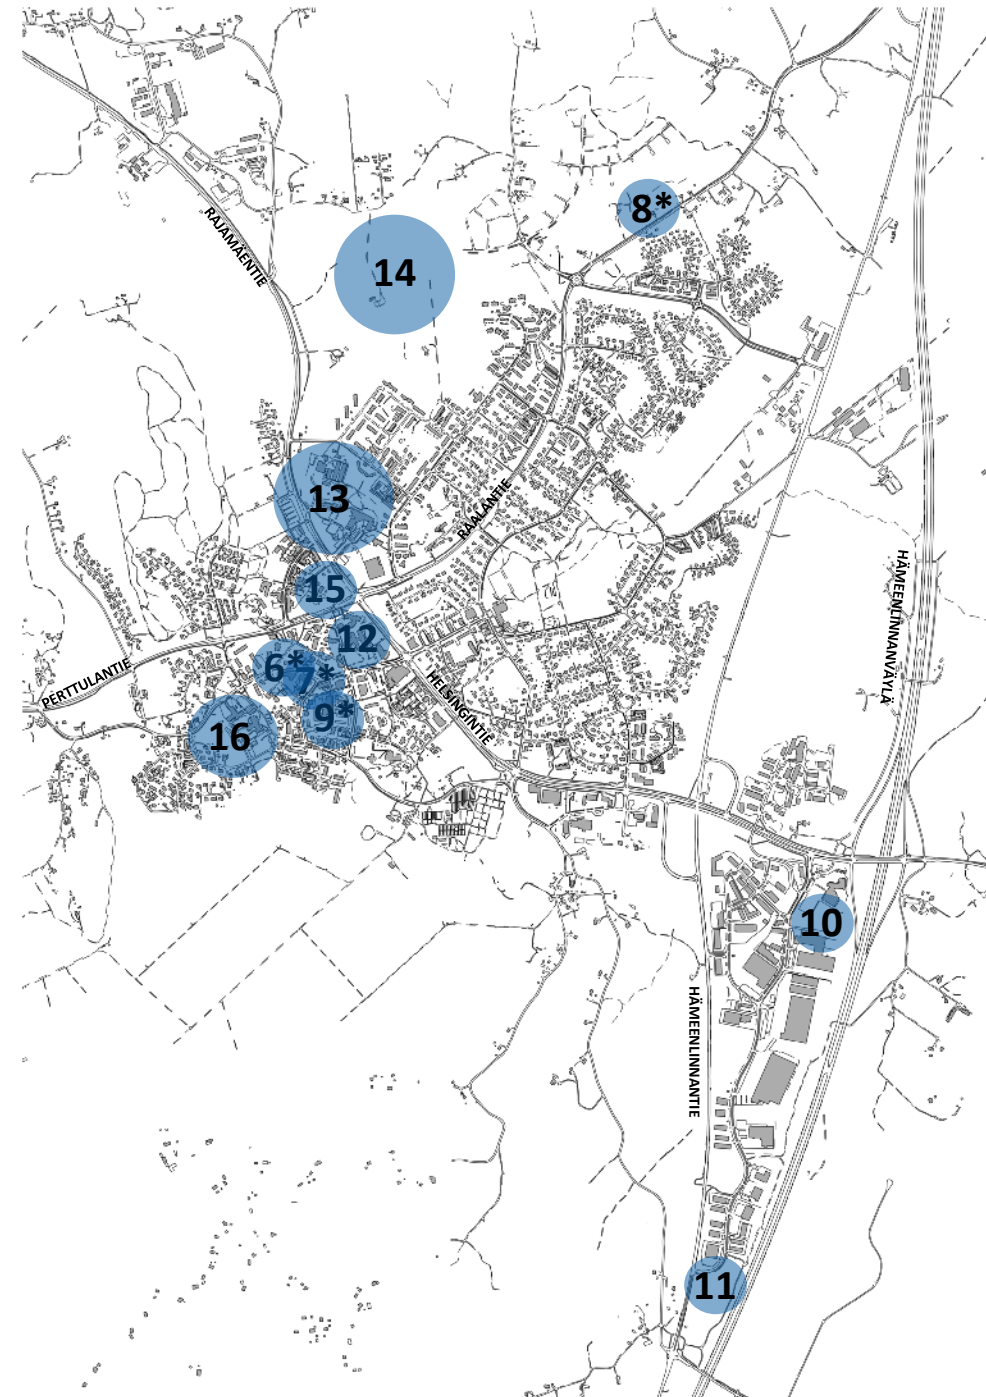 8*
RAJAMÄENTIE
14
13
RAALANTIE
15
HÄMEENLINNANVÄYLÄ
12
6*
7*
PERTTULANTIE
9*
HELSINGINTIE
16
10
HÄMEENLINNANTIE
11